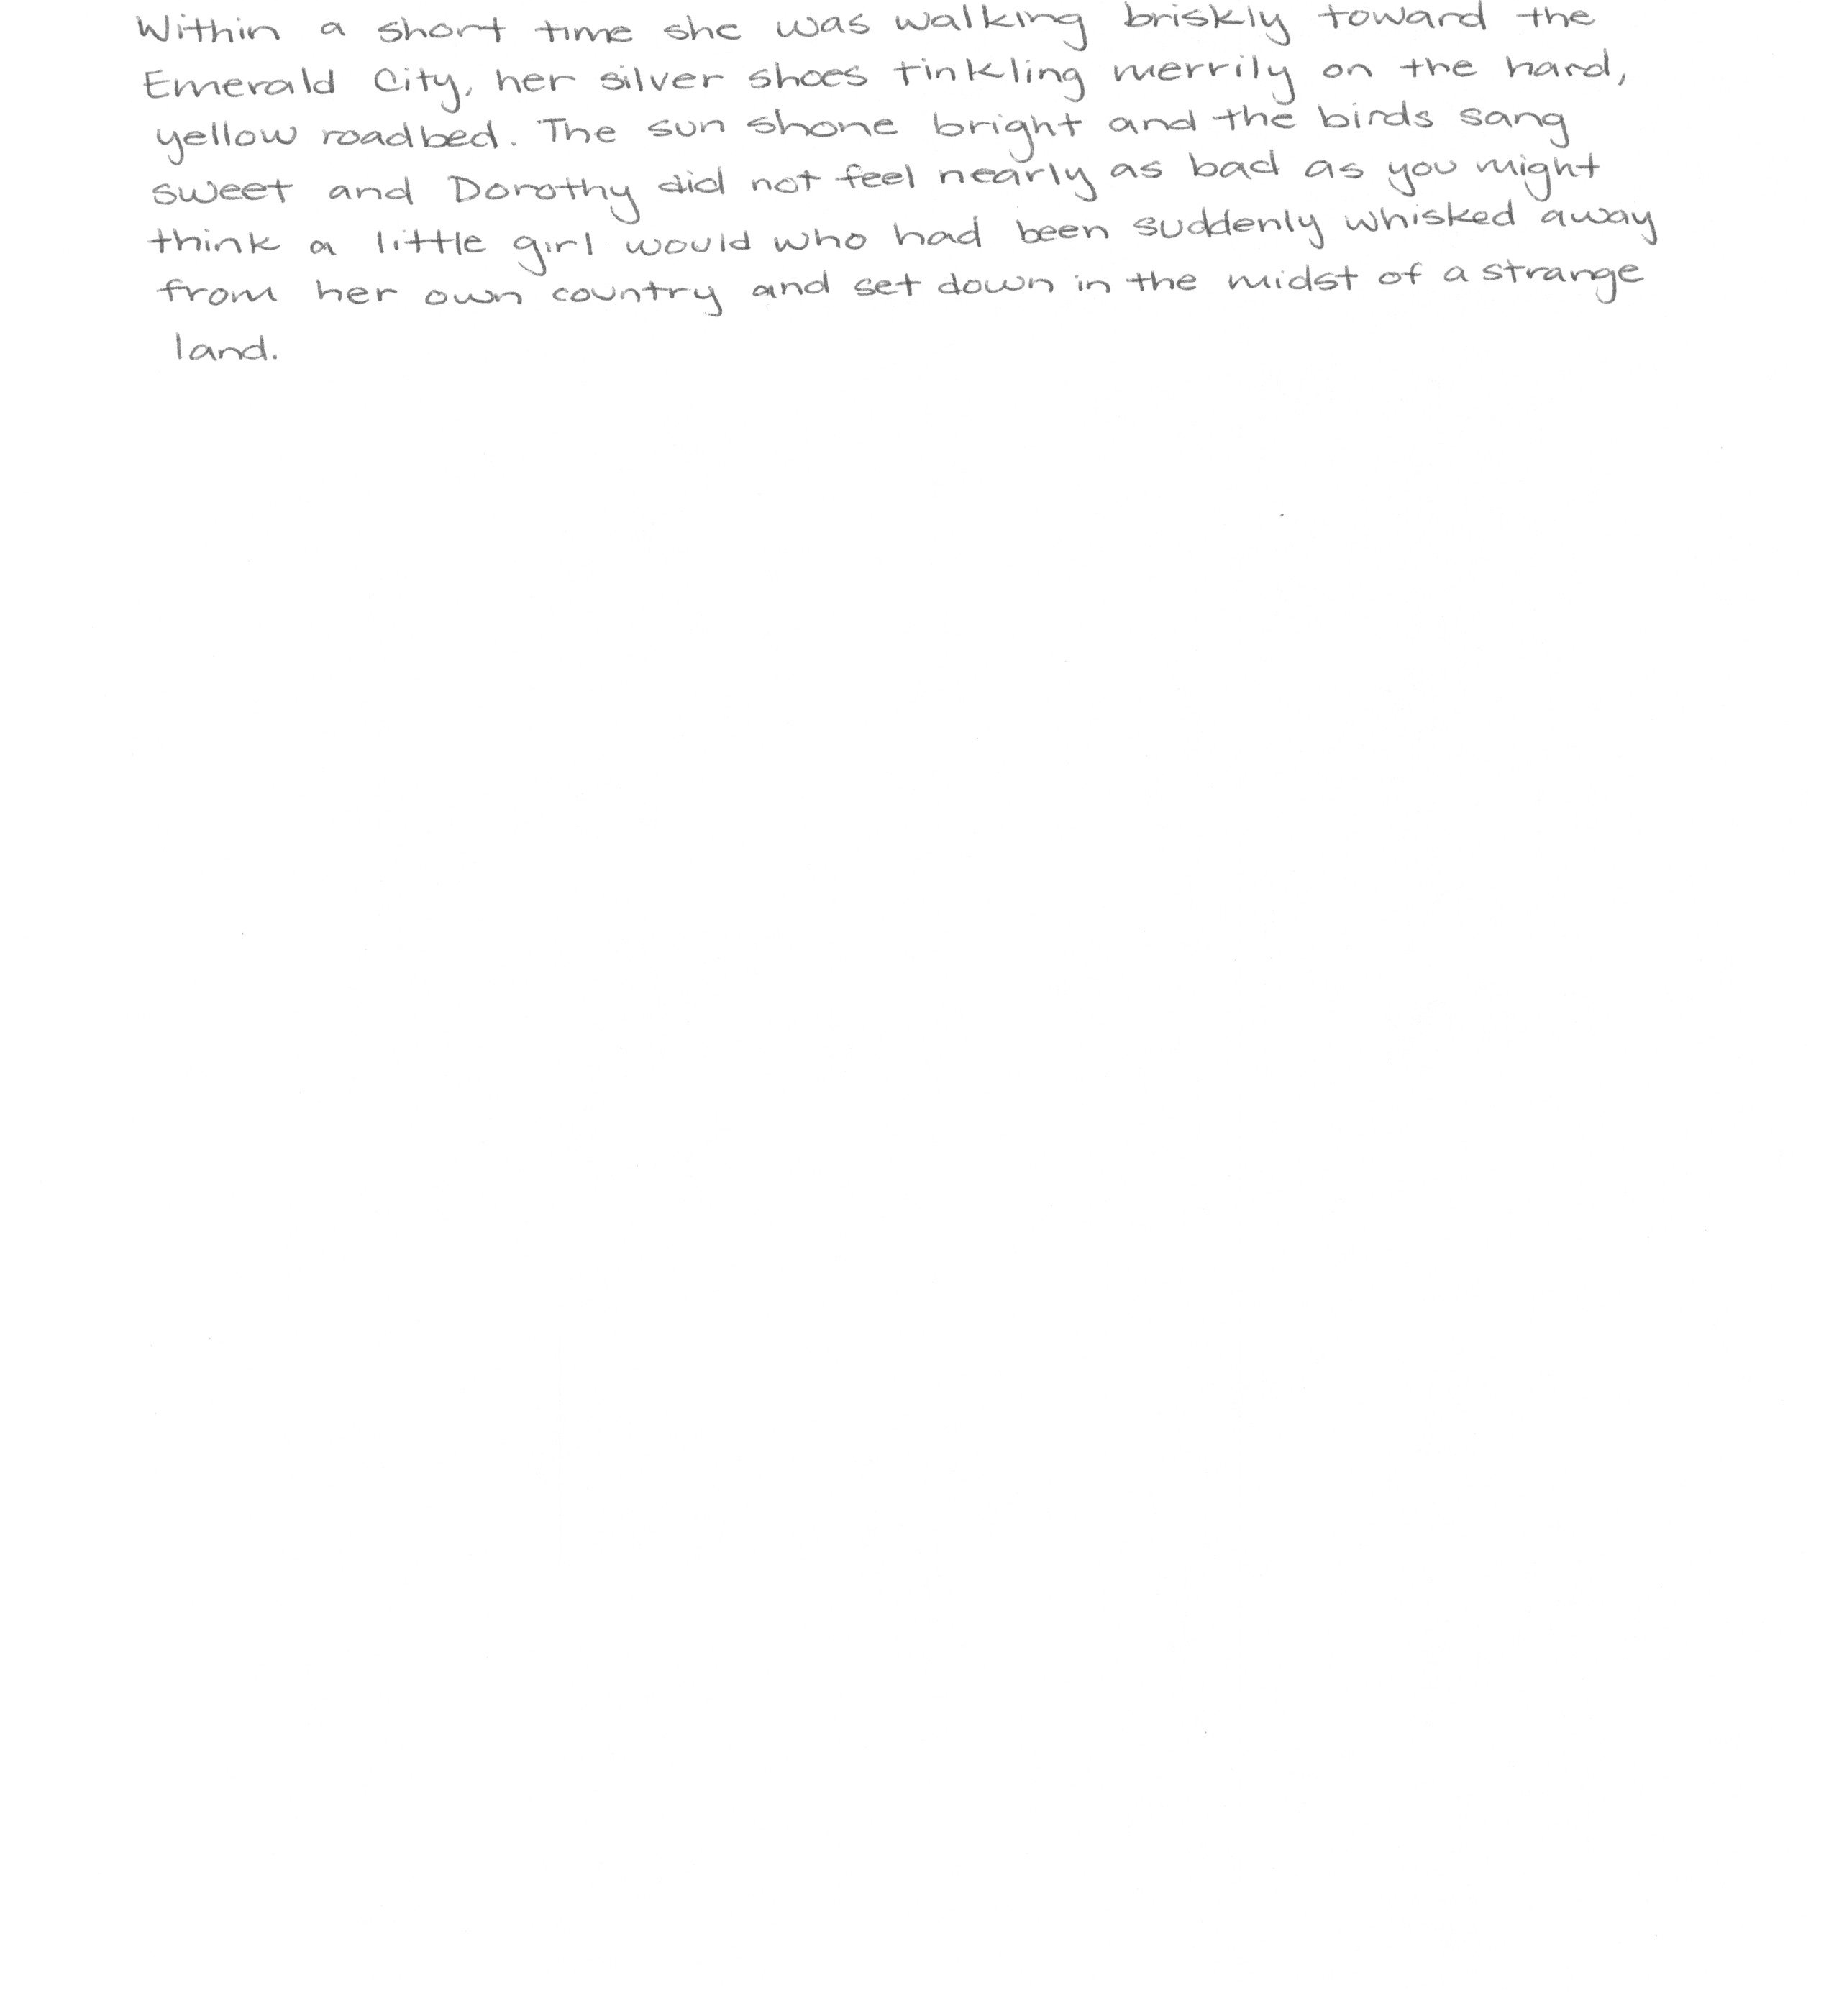 Within a short time she was walking briskly toward the
Emerald City, her silver shoes tinkling merrily on the hard,
yellow roadbed. The sun shone bright and the birds sang
sweet and Dorothy did not feel nearly as bad as you might
think a little girl would who had been suddenly whisked away
from her own country and set down in the midst of a strange
land.